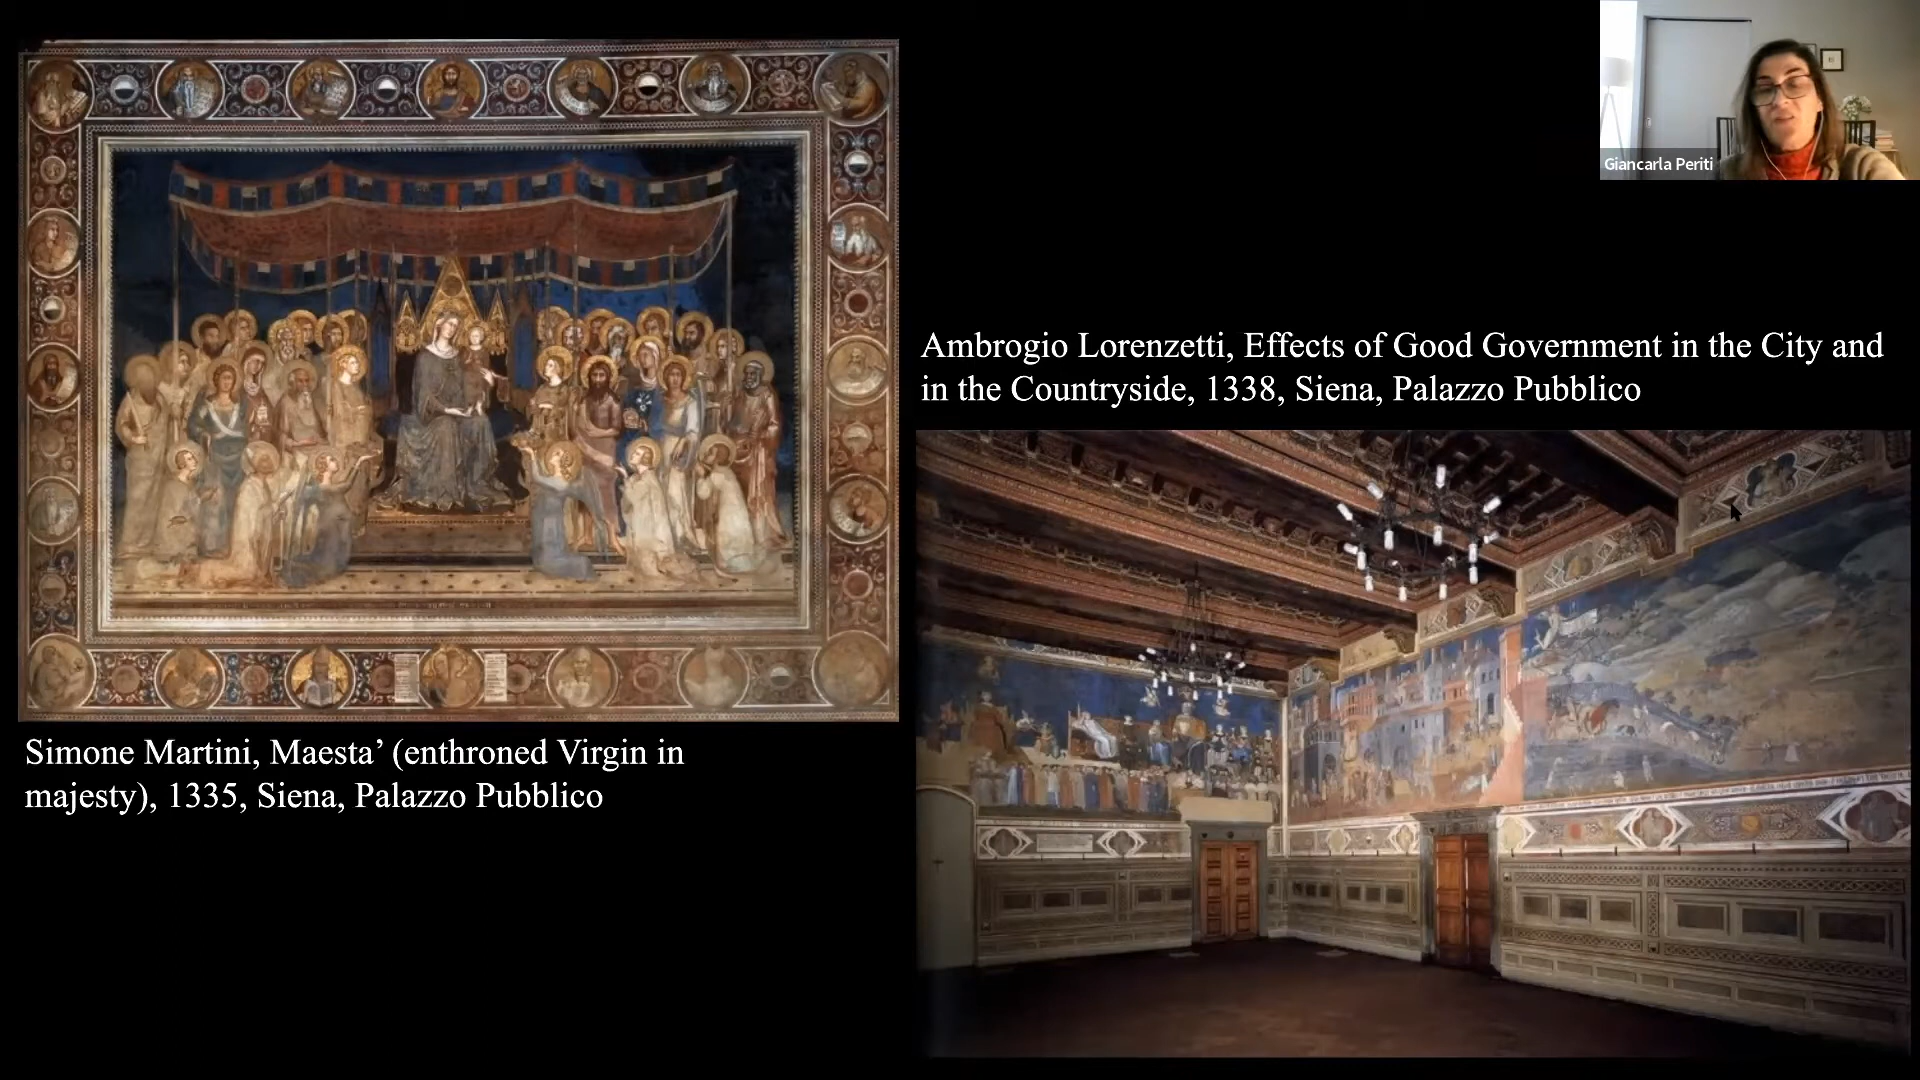 Giancarla Periti
Ambrogio Lorenzetti, Effects of Good Government in the City and
in the Countryside, 1338, Siena, Palazzo Pubblico
Simone Martini, Maesta’ (enthroned Virgin in
majesty), 1335, Siena, Palazzo Pubblico